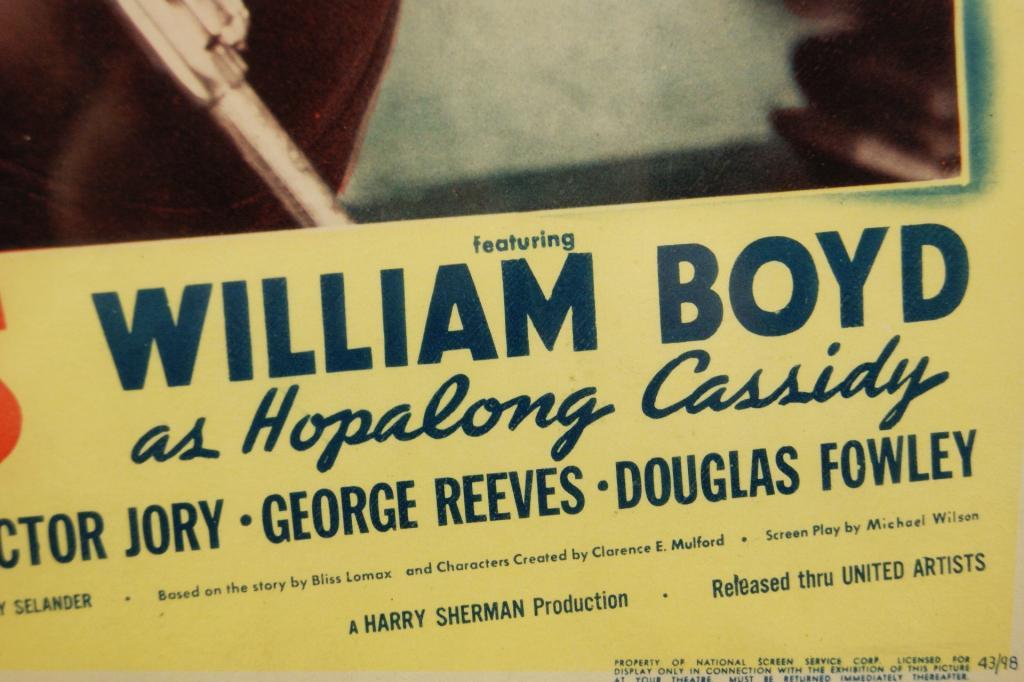 featuring
WILLIAM BOYD
as Hopalong Cassidy
CTOR JORY · GEORGE REEVES · DOUGLAS FOWLEY
Y SELANDER · Based on the story by Bliss Lomax and Characters Created by Clarence E. Mulford · Screen Play by Michael Wilson
A HARRY SHERMAN Production · Released thru UNITED ARTISTS
PROPERTY OF NATIONAL SCREEN SERVICE CORP. LICENSED FOR
DISPLAY ONLY IN CONNECTION WITH THE EXHIBITION OF THIS PICTURE
AT YOUR THEATRE. MUST BE RETURNED IMMEDIATELY THEREAFTER.
43/98